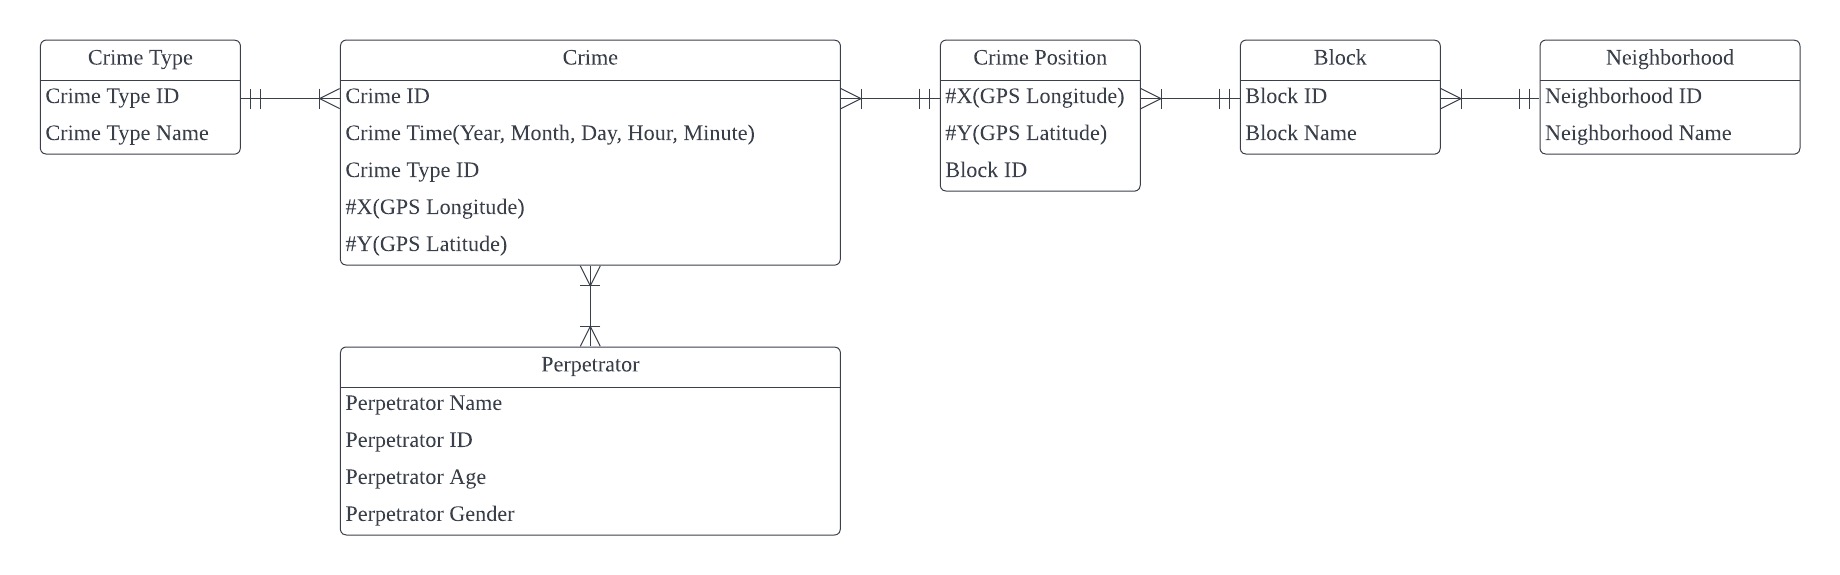 Crime Type
Crime Type ID
Crime Type Name
Crime
Crime ID
Crime Time(Year, Month, Day, Hour, Minute)
Crime Type ID
#X(GPS Longitude)
#Y(GPS Latitude)
Crime Position
#X(GPS Longitude)
#Y(GPS Latitude)
Block ID
Block
Block ID
Block Name
Neighborhood
Neighborhood ID
Neighborhood Name
Perpetrator
Perpetrator Name
Perpetrator ID
Perpetrator Age
Perpetrator Gender